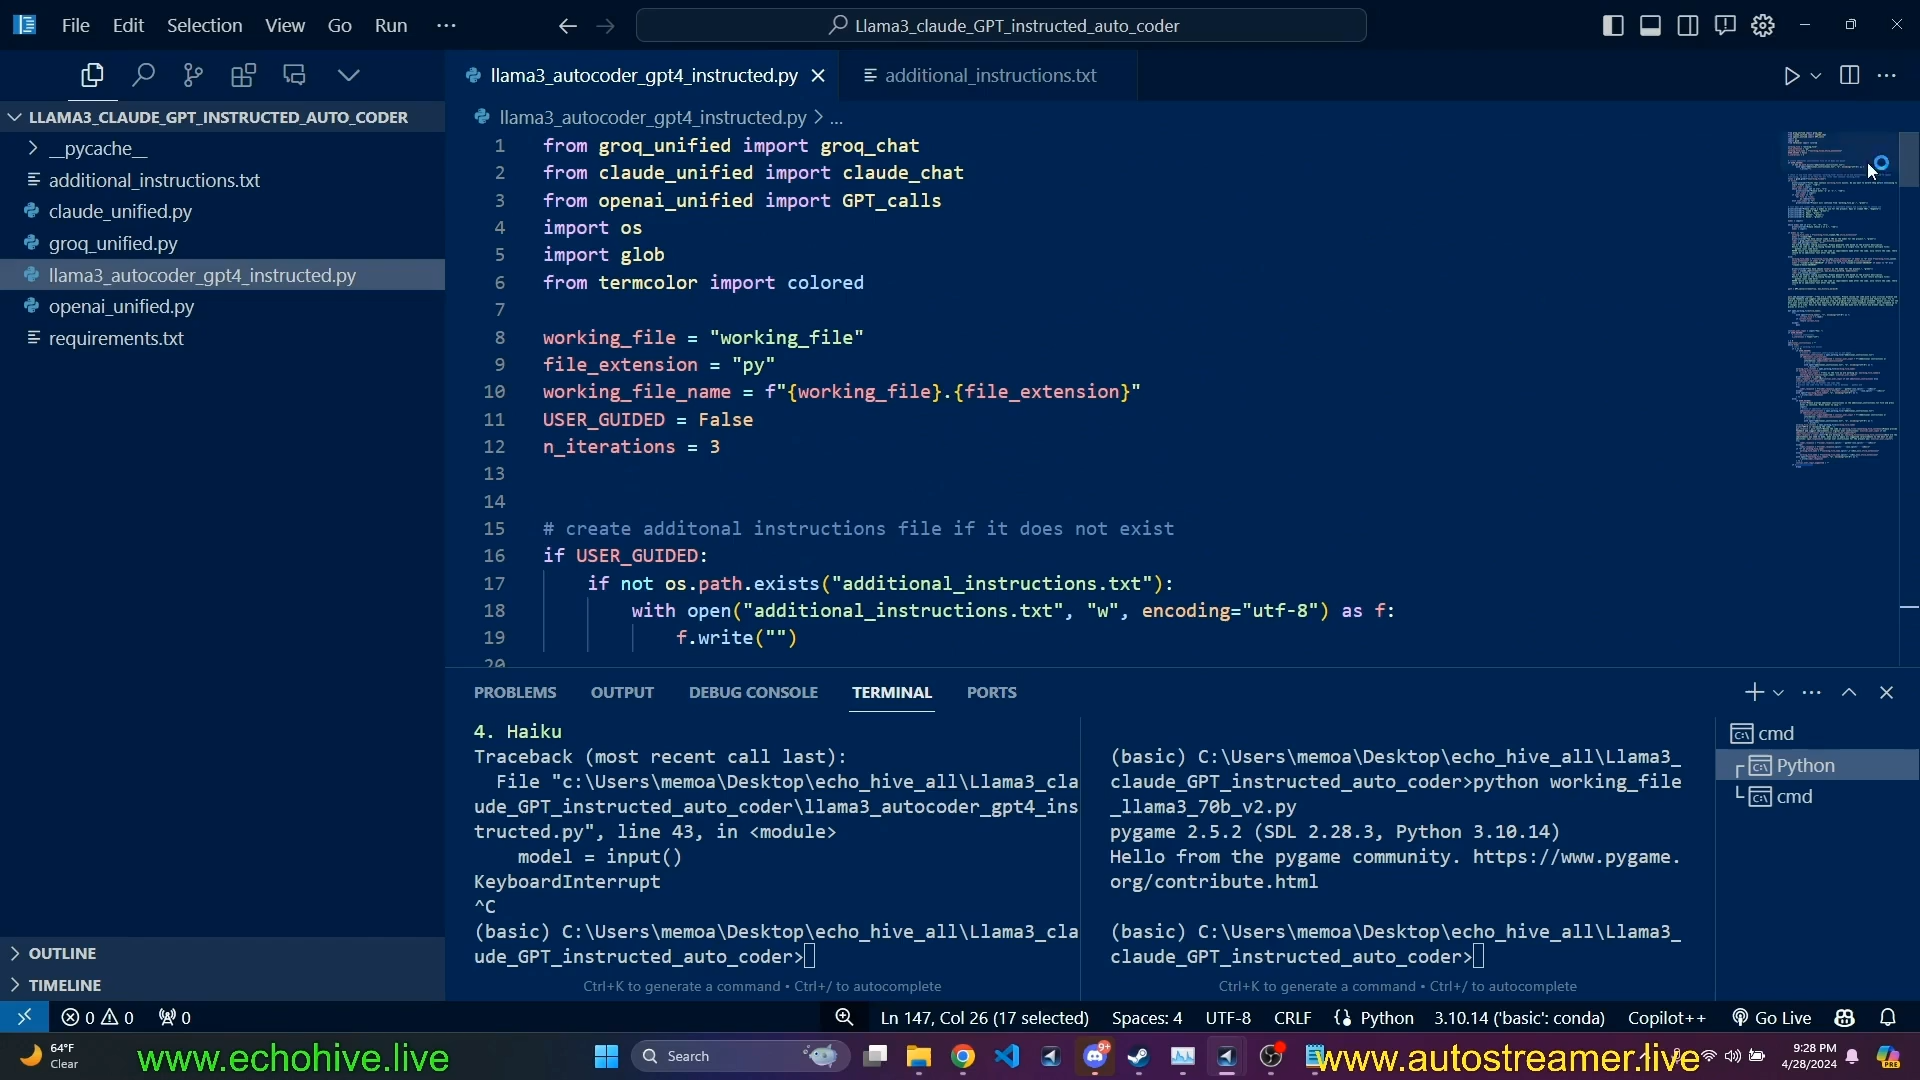 File Edit Selection View Go Run ···
Llama3_claude_GPT_instructed_auto_coder
llama3_autocoder_gpt4_instructed.py
additional_instructions.txt
LLAMA3_CLAUDE_GPT_INSTRUCTED_AUTO_CODER
__pycache__
additional_instructions.txt
claude_unified.py
groq_unified.py
llama3_autocoder_gpt4_instructed.py
openai_unified.py
requirements.txt
OUTLINE
TIMELINE
llama3_autocoder_gpt4_instructed.py > ...
1 from groq_unified import groq_chat
2 from claude_unified import claude_chat
3 from openai_unified import GPT_calls
4 import os
5 import glob
6 from termcolor import colored
7
8 working_file = "working_file"
9 file_extension = "py"
10 working_file_name = f"{working_file}.{file_extension}"
11 USER_GUIDED = False
12 n_iterations = 3
13
14
15 # create additonal instructions file if it does not exist
16 if USER_GUIDED:
17 if not os.path.exists("additional_instructions.txt"):
18 with open("additional_instructions.txt", "w", encoding="utf-8") as f:
19 f.write("")
20
PROBLEMS OUTPUT DEBUG CONSOLE TERMINAL PORTS
4. Haiku
Traceback (most recent call last):
File "c:\Users\memoa\Desktop\echo_hive_all\Llama3_cla
ude_GPT_instructed_auto_coder\llama3_autocoder_gpt4_ins
tructed.py", line 43, in <module>
model = input()
KeyboardInterrupt
^C
(basic) C:\Users\memoa\Desktop\echo_hive_all\Llama3_cla
ude_GPT_instructed_auto_coder>
Ctrl+K to generate a command • Ctrl+/ to autocomplete
(basic) C:\Users\memoa\Desktop\echo_hive_all\Llama3_
claude_GPT_instructed_auto_coder>python working_file
_llama3_70b_v2.py
pygame 2.5.2 (SDL 2.28.3, Python 3.10.14)
Hello from the pygame community. https://www.pygame.
org/contribute.html
(basic) C:\Users\memoa\Desktop\echo_hive_all\Llama3_
claude_GPT_instructed_auto_coder>
Ctrl+K to generate a command • Ctrl+/ to autocomplete
cmd
Python
cmd
0 0 0 Ln 147, Col 26 (17 selected) Spaces: 4 UTF-8 CRLF Python 3.10.14 ('basic': conda) Copilot++ Go Live
64°F
Clear
www.echohive.live
Search
9+
www.autostreamer.live
9:28 PM
4/28/2024
PRE